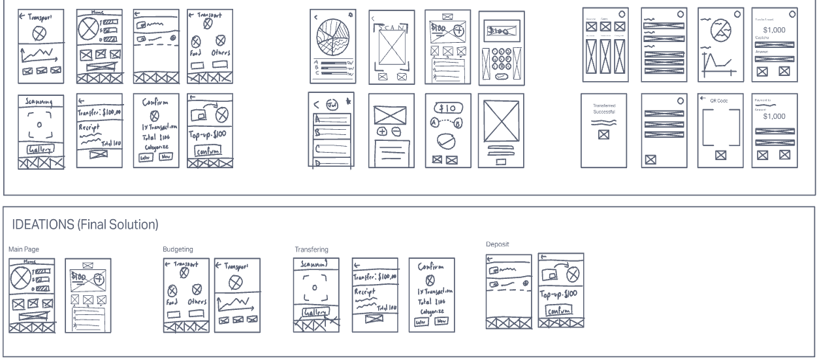 ← Transport
Home
← Transport
Food Others
SCAN
$100
$1,000
Scanning
Gallery
←
Transfer: $100.00
Receipt
Total 100
Confirm
1X Transaction
Total $100
Categorize
Later Now
←
Top-up: $100
Confirm
A
B
C
D
$10
A B
Transferred
Successful
QR Code
$1,000
IDEATIONS (Final Solution)
Main Page
Budgeting
Transfering
Deposit
Home
$100
← Transport
Food Others
← Transport
Scanning
Gallery
←
Transfer: $100.00
Receipt
Total 100
Confirm
1X Transaction
Total $100
Categorize
Later Now
←
←
Top-up: $100
Confirm